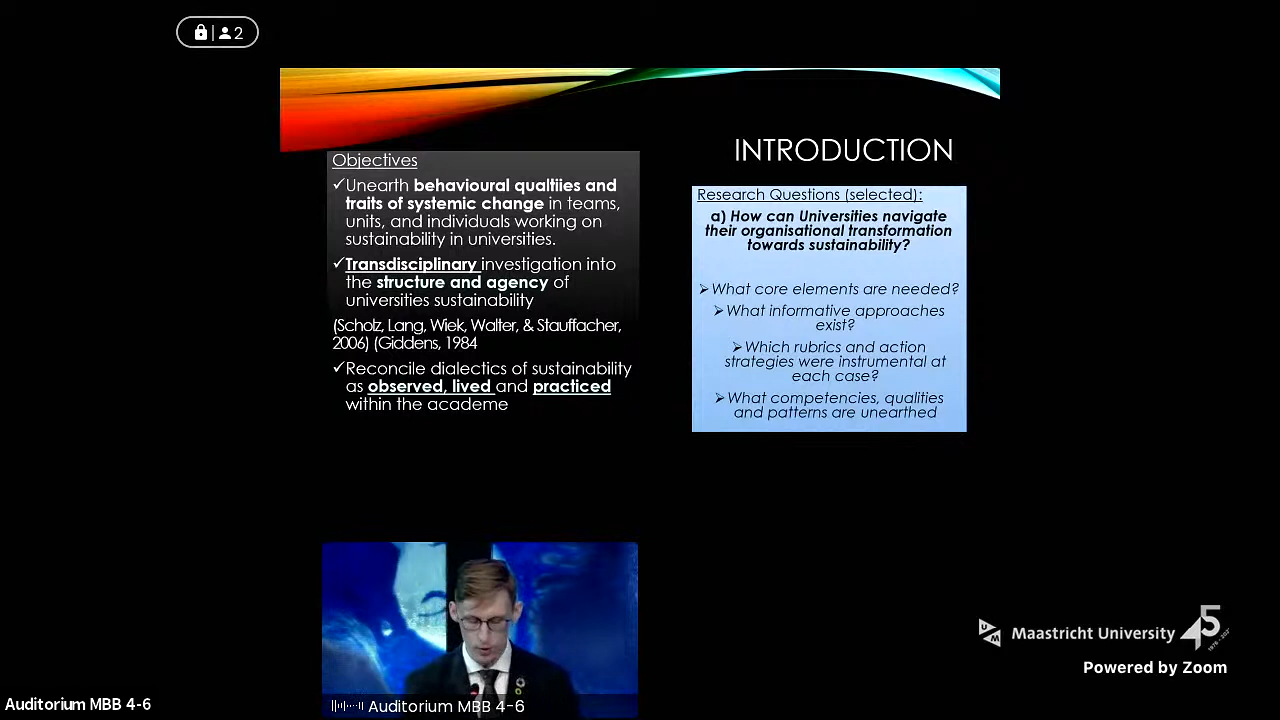 2
INTRODUCTION
Objectives
Unearth behavioural qualtiies and
traits of systemic change in teams,
units, and individuals working on
sustainability in universities.
Transdisciplinary investigation into
the structure and agency of
universities sustainability
(Scholz, Lang, Wiek, Walter, & Stauffacher,
2006) (Giddens, 1984
Reconcile dialectics of sustainability
as observed, lived and practiced
within the academe
Research Questions (selected):
a) How can Universities navigate
their organisational transformation
towards sustainability?
What core elements are needed?
What informative approaches
exist?
Which rubrics and action
strategies were instrumental at
each case?
What competencies, qualities
and patterns are unearthed
Auditorium MBB 4-6
Maastricht University
45
Powered by Zoom
Auditorium MBB 4-6